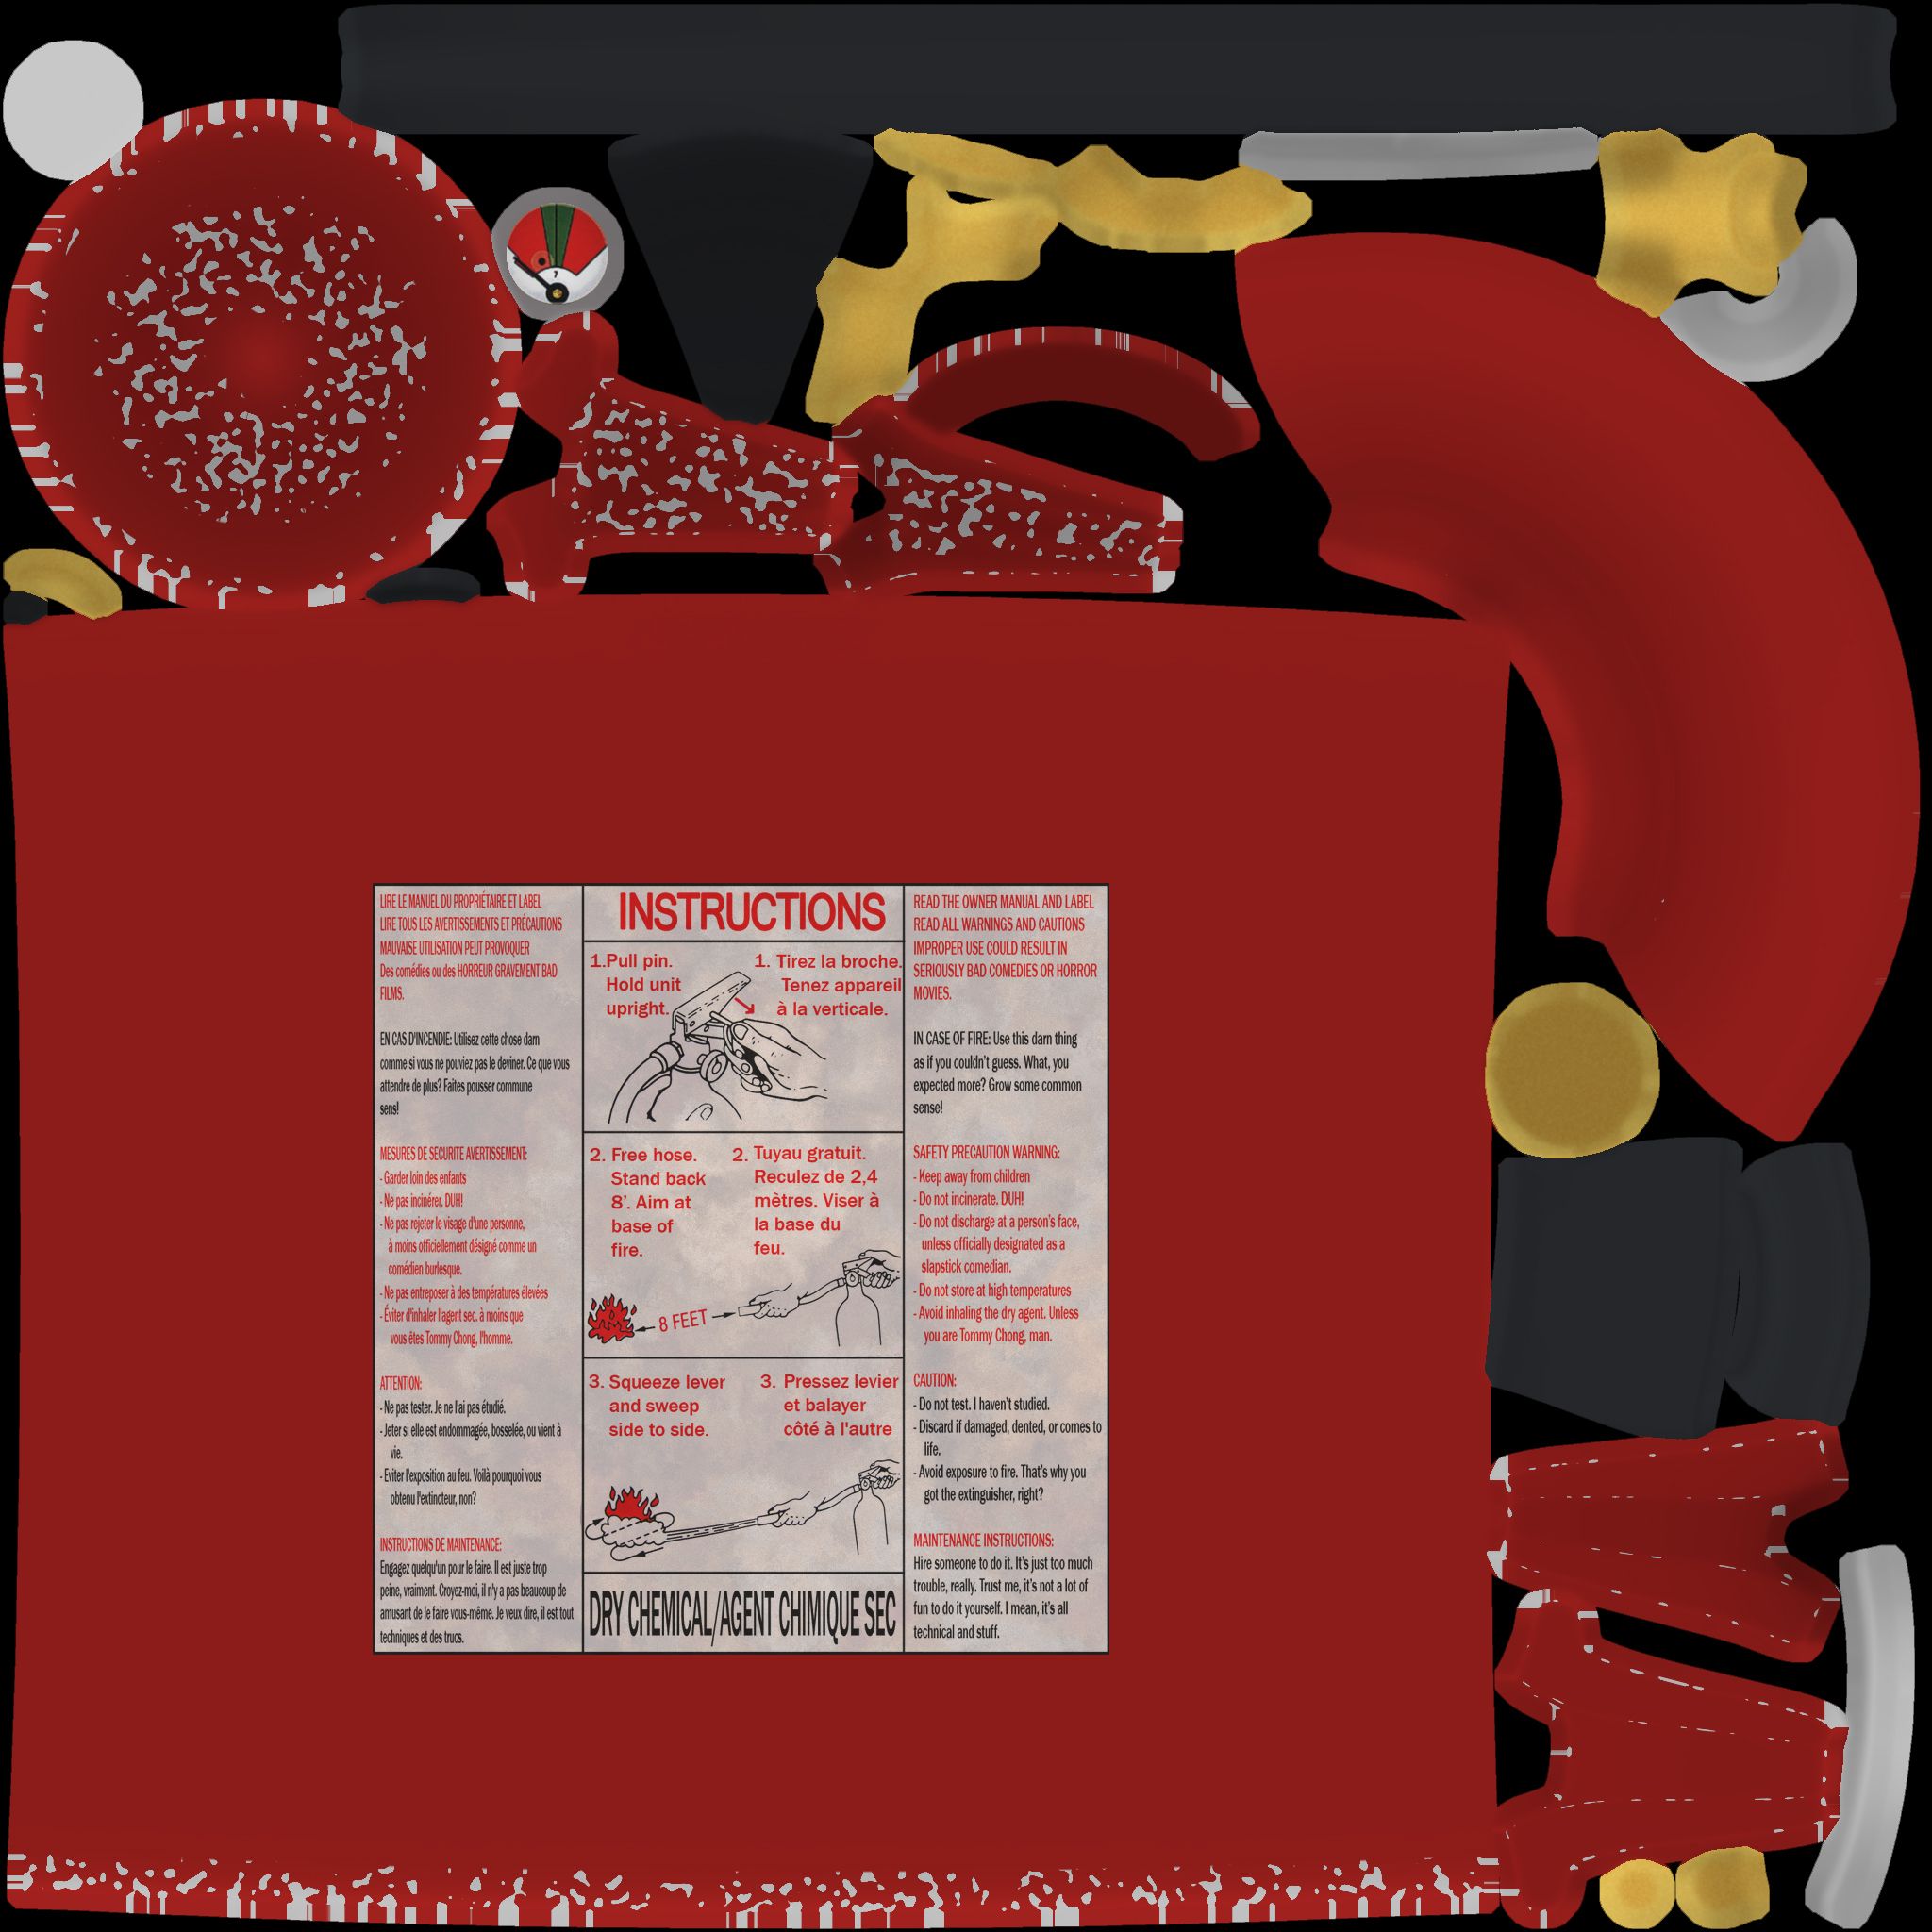 LIRE LE MANUEL DU PROPRIÉTAIRE ET LABEL
LIRE TOUS LES AVERTISSEMENTS ET PRÉCAUTIONS
MAUVAISE UTILISATION PEUT PROVOQUER
Des comédies ou des HORREUR GRAVEMENT BAD
FILMS.
EN CAS D'INCENDIE: Utilisez cette chose darn
comme si vous ne pouviez pas le deviner. Ce que vous
attendre de plus? Faites pousser commune
sens!
MESURES DE SECURITE AVERTISSEMENT:
- Garder loin des enfants
- Ne pas incinérer. DUH!
- Ne pas rejeter le visage d'une personne,
à moins officiellement désigné comme un
comédien burlesque.
- Ne pas entreposer à des températures élevées
- Éviter d'inhaler l'agent sec. à moins que
vous êtes Tommy Chong, l'homme.
ATTENTION:
- Ne pas tester. Je ne l'ai pas étudié.
- Jeter si elle est endommagée, bosselée, ou vient à
vie.
- Eviter l'exposition au feu. Voilà pourquoi vous
obtenu l'extincteur, non?
INSTRUCTIONS DE MAINTENANCE:
Engagez quelqu'un pour le faire. Il est juste trop
peine, vraiment. Croyez-moi, il n'y a pas beaucoup de
amusant de le faire vous-même. Je veux dire, il est tout
techniques et des trucs.
INSTRUCTIONS
1.Pull pin.
Hold unit
upright.
1. Tirez la broche.
Tenez appareil
à la verticale.
2. Free hose.
Stand back
8'. Aim at
base of
fire.
2. Tuyau gratuit.
Reculez de 2,4
mètres. Viser à
la base du
feu.
8 FEET
3. Squeeze lever
and sweep
side to side.
3. Pressez levier
et balayer
côté à l'autre
DRY CHEMICAL/AGENT CHIMIQUE SEC
READ THE OWNER MANUAL AND LABEL
READ ALL WARNINGS AND CAUTIONS
IMPROPER USE COULD RESULT IN
SERIOUSLY BAD COMEDIES OR HORROR
MOVIES.
IN CASE OF FIRE: Use this darn thing
as if you couldn't guess. What, you
expected more? Grow some common
sense!
SAFETY PRECAUTION WARNING:
- Keep away from children
- Do not incinerate. DUH!
- Do not discharge at a person's face,
unless officially designated as a
slapstick comedian.
- Do not store at high temperatures
- Avoid inhaling the dry agent. Unless
you are Tommy Chong, man.
CAUTION:
- Do not test. I haven't studied.
- Discard if damaged, dented, or comes to
life.
- Avoid exposure to fire. That's why you
got the extinguisher, right?
MAINTENANCE INSTRUCTIONS:
Hire someone to do it. It's just too much
trouble, really. Trust me, it's not a lot of
fun to do it yourself. I mean, it's all
technical and stuff.